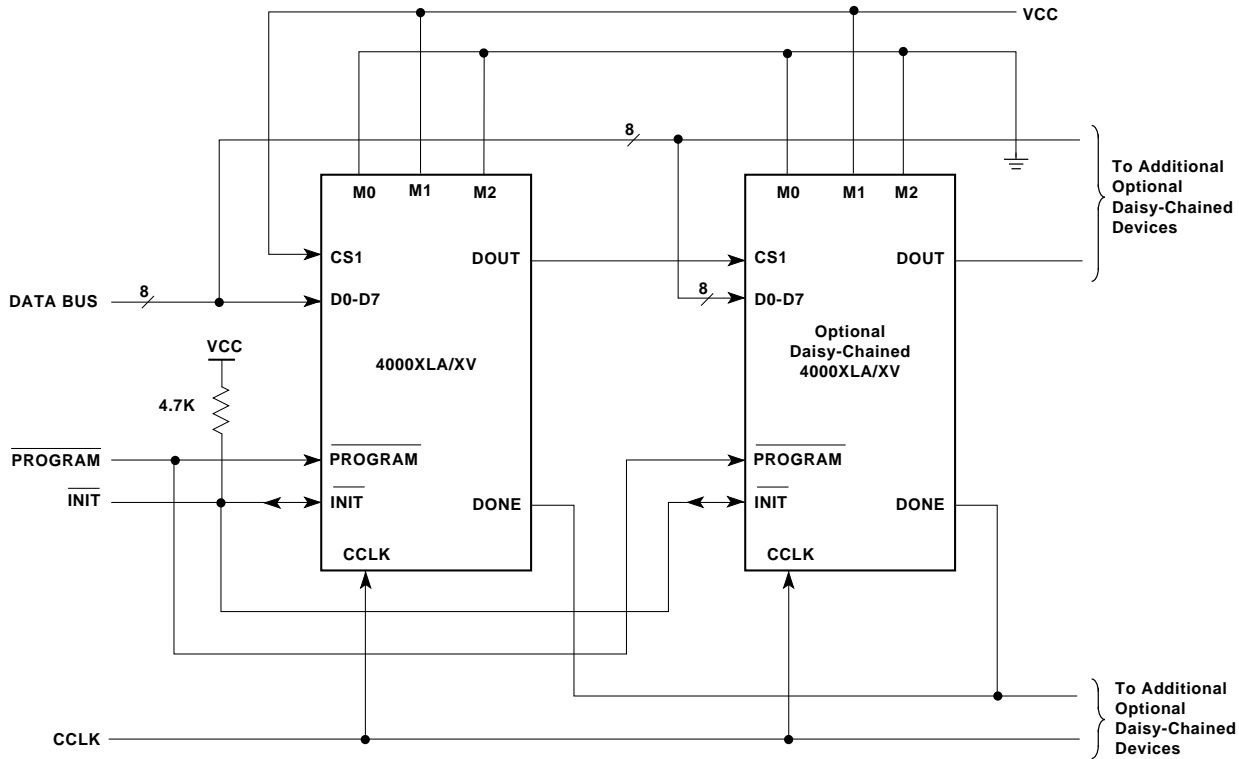 VCC
8
M0 M1 M2
M0 M1 M2
To Additional
Optional
Daisy-Chained
Devices
CS1
DOUT
CS1
DOUT
DATA BUS
8
D0-D7
8
D0-D7
VCC
4.7K
4000XLA/XV
Optional
Daisy-Chained
4000XLA/XV
PROGRAM
PROGRAM
PROGRAM
INIT
INIT
DONE
INIT
DONE
CCLK
CCLK
CCLK
To Additional
Optional
Daisy-Chained
Devices